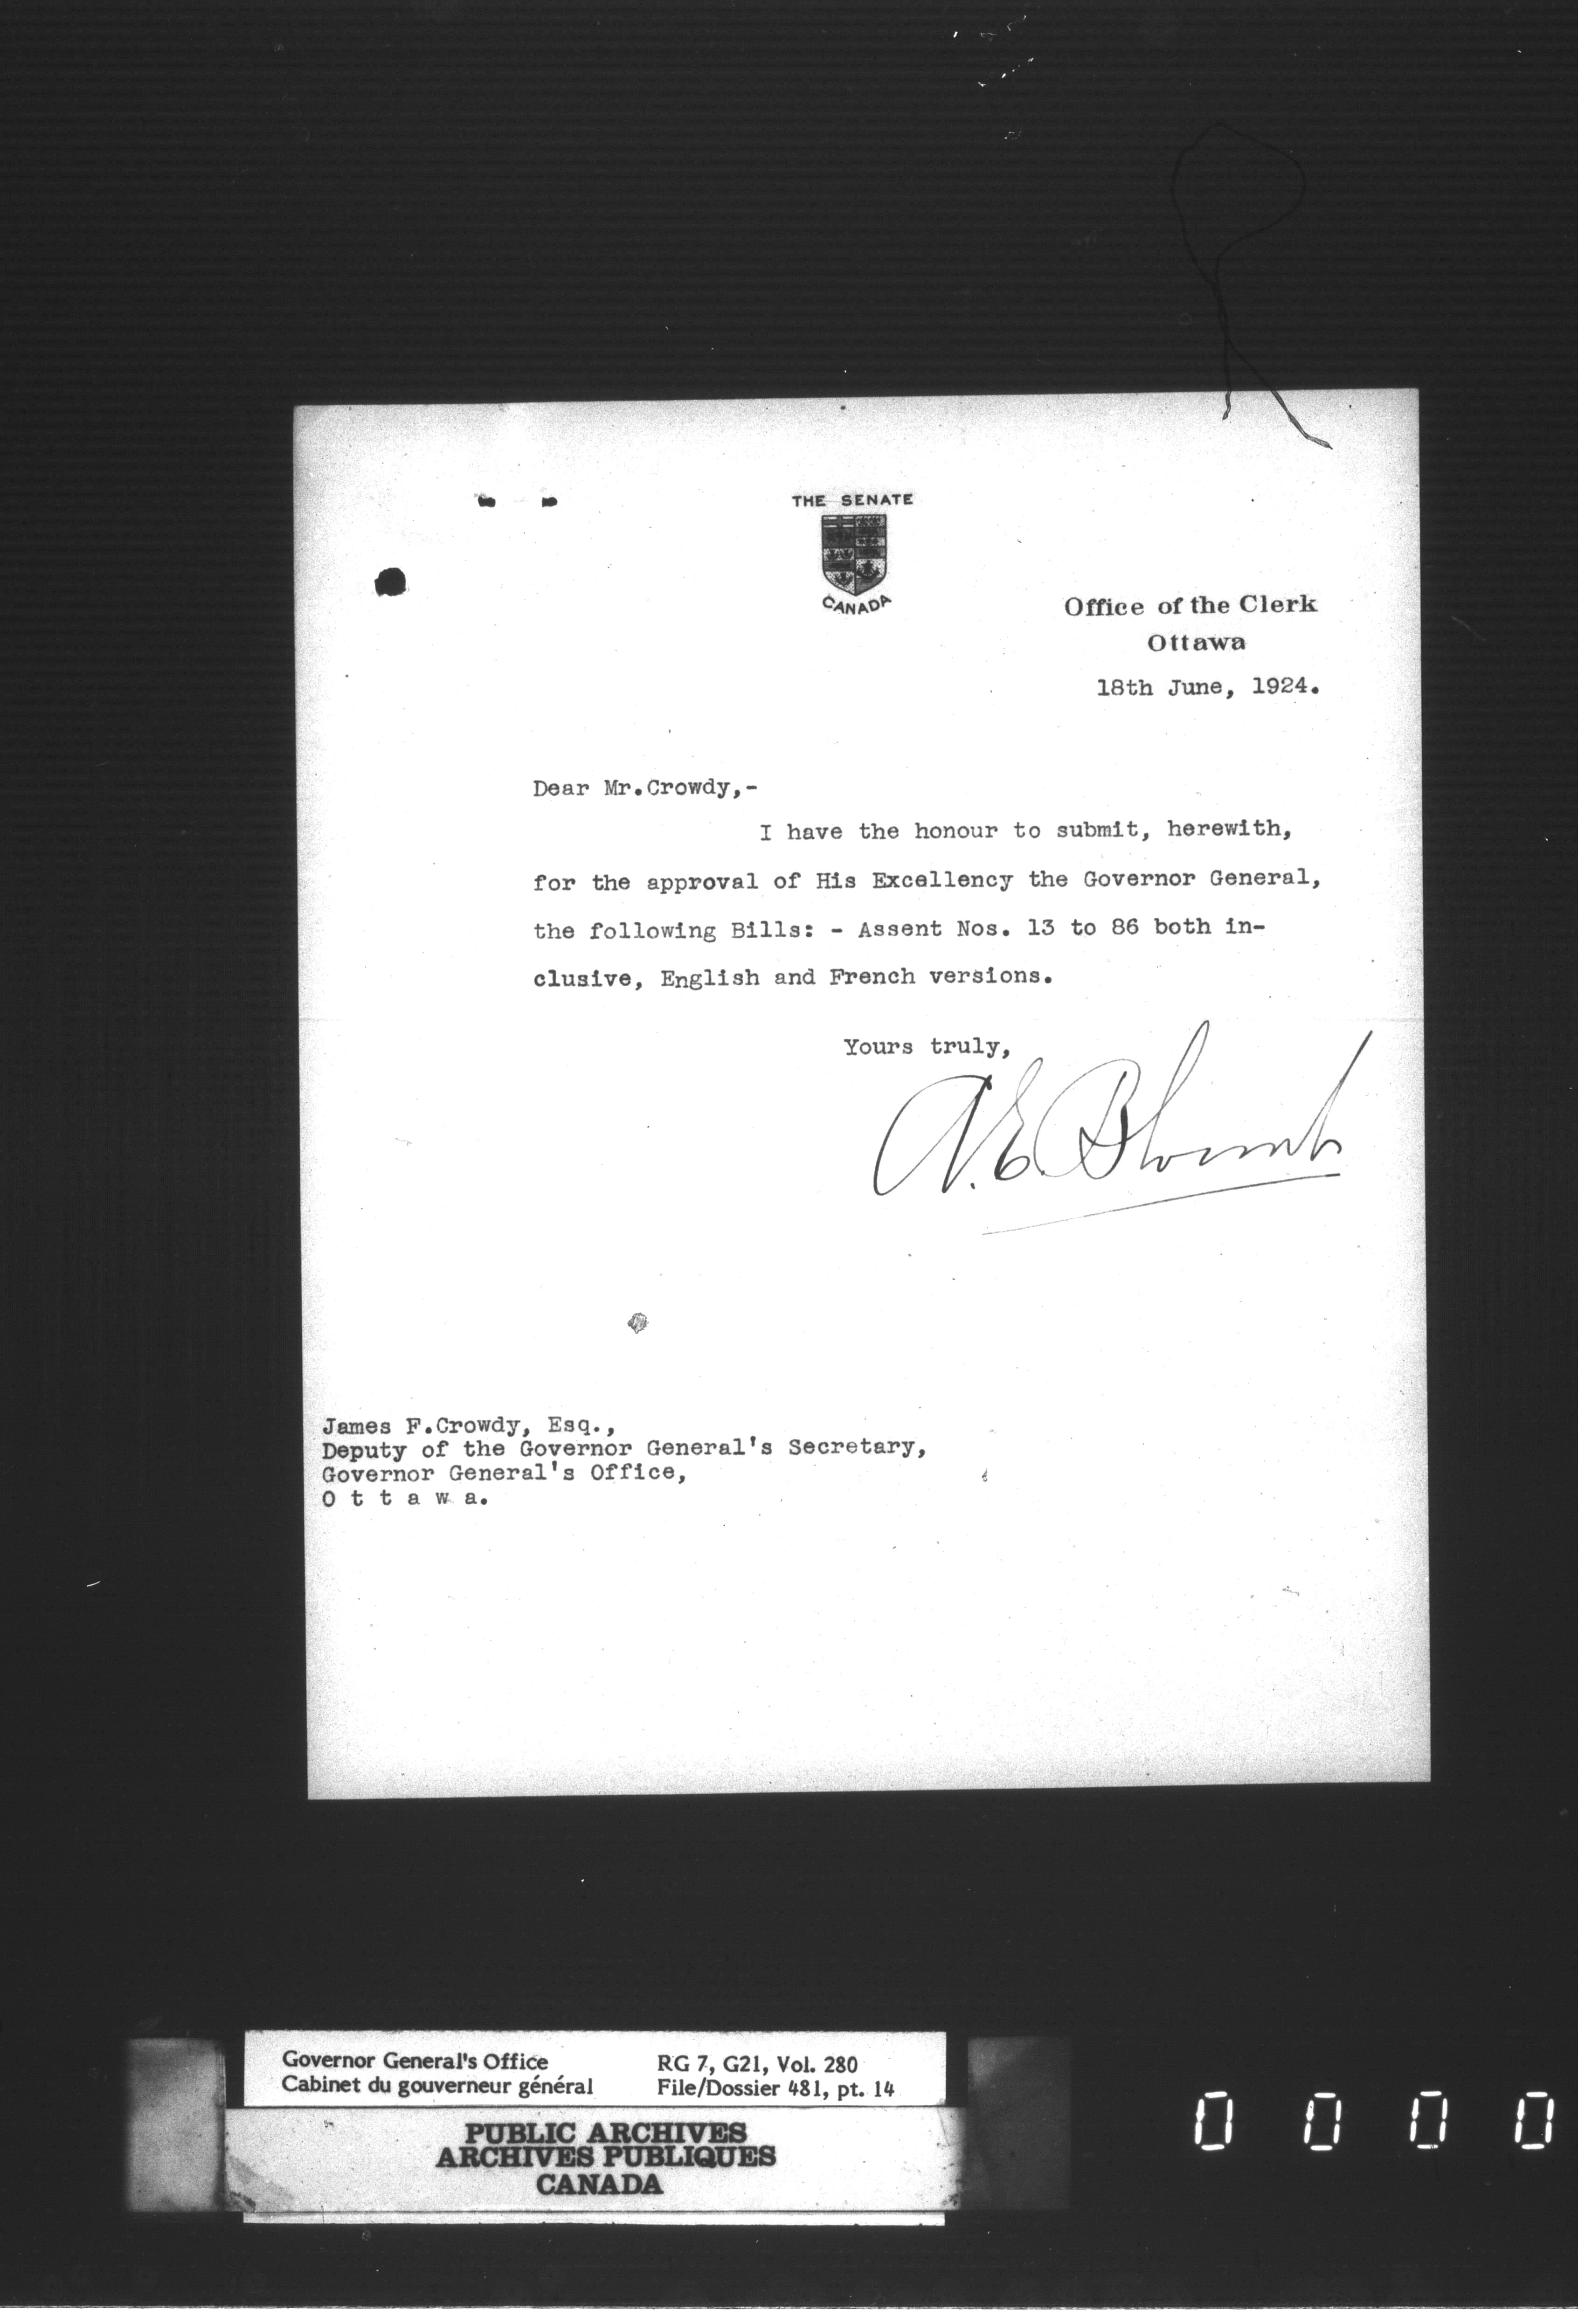 THE SENATE
CANADA
Office of the Clerk
Ottawa
18th June, 1924.
Dear Mr.Crowdy,-
I have the honour to submit, herewith,
for the approval of His Excellency the Governor General,
the following Bills: - Assent Nos. 13 to 86 both in-
clusive, English and French versions.
Yours truly,
A.E. Blount
James F.Crowdy, Esq.,
Deputy of the Governor General's Secretary,
Governor General's Office,
O t t a w a.
Governor General's Office
Cabinet du gouverneur général
RG 7, G21, Vol. 280
File/Dossier 481, pt. 14
PUBLIC ARCHIVES
ARCHIVES PUBLIQUES
CANADA
0 0 0 0